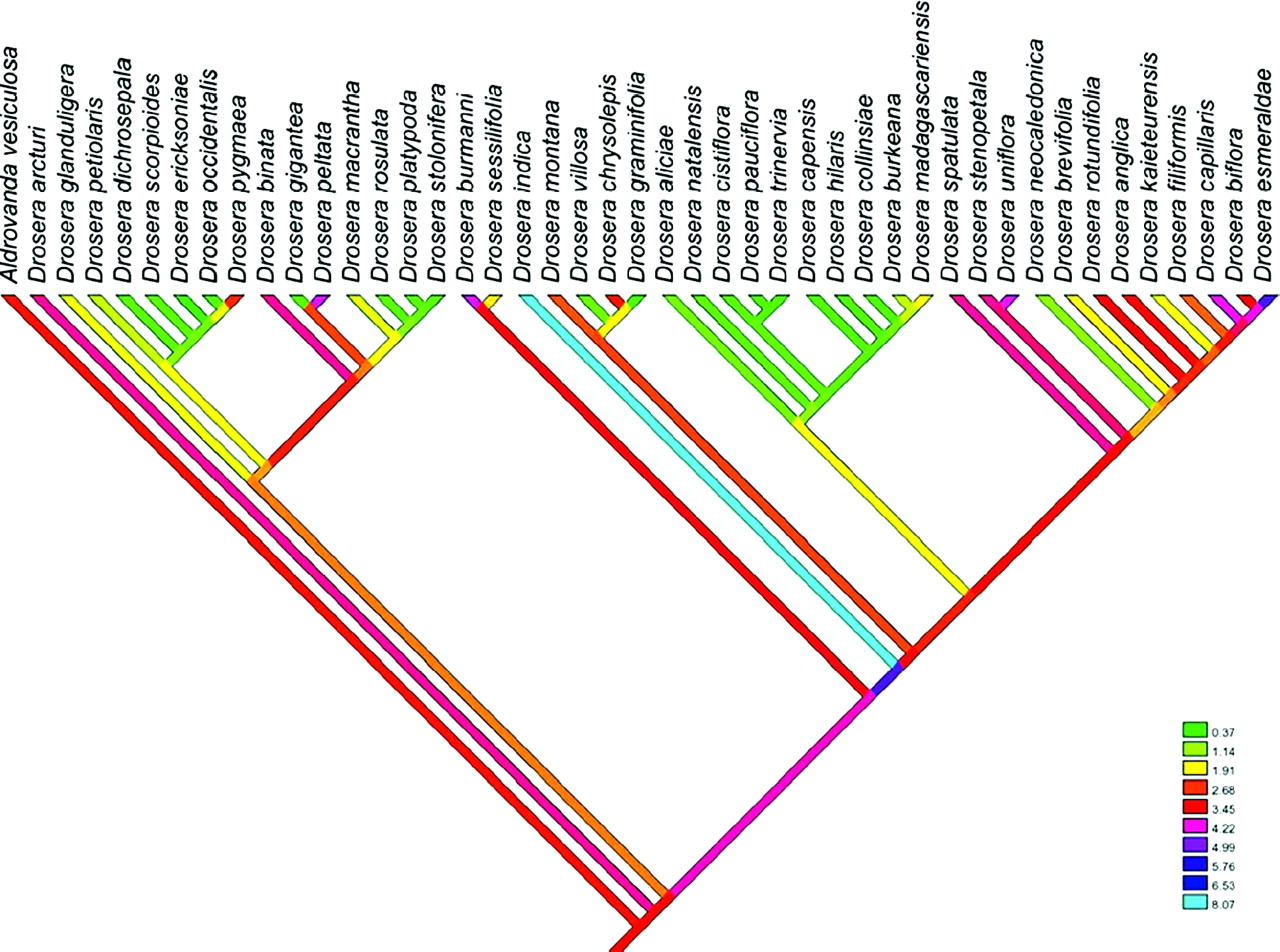 Aldrovanda vesiculosa
Drosera arcturi
Drosera glanduligera
Drosera petiolaris
Drosera dichrosepala
Drosera scorpioides
Drosera ericksoniae
Drosera occidentalis
Drosera pygmaea
Drosera binata
Drosera gigantea
Drosera peltata
Drosera macrantha
Drosera rosulata
Drosera platypoda
Drosera stolonifera
Drosera burmanni
Drosera sessilifolia
Drosera indica
Drosera montana
Drosera villosa
Drosera chrysolepis
Drosera graminifolia
Drosera aliciae
Drosera natalensis
Drosera cistiflora
Drosera pauciflora
Drosera trinervia
Drosera capensis
Drosera hilaris
Drosera collinsiae
Drosera burkeana
Drosera madagascariensis
Drosera spatulata
Drosera stenopetala
Drosera uniflora
Drosera neocaledonica
Drosera brevifolia
Drosera rotundifolia
Drosera anglica
Drosera kaieteurensis
Drosera filiformis
Drosera capillaris
Drosera biflora
Drosera esmeraldae
0.37
1.14
1.91
2.68
3.45
4.22
4.99
5.76
6.53
8.07